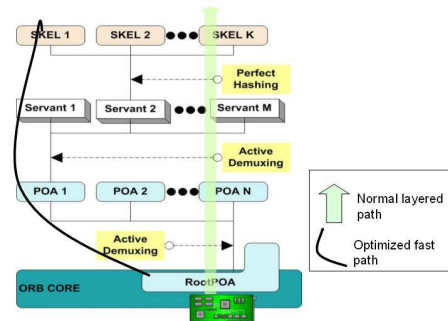 SKEL 1 SKEL 2 SKEL K
Perfect
Hashing
Servant 1 Servant 2 Servant M
Active
Demuxing
POA 1 POA 2 POA N
Active
Demuxing
RootPOA
ORB CORE
Normal layered
path
Optimized fast
path